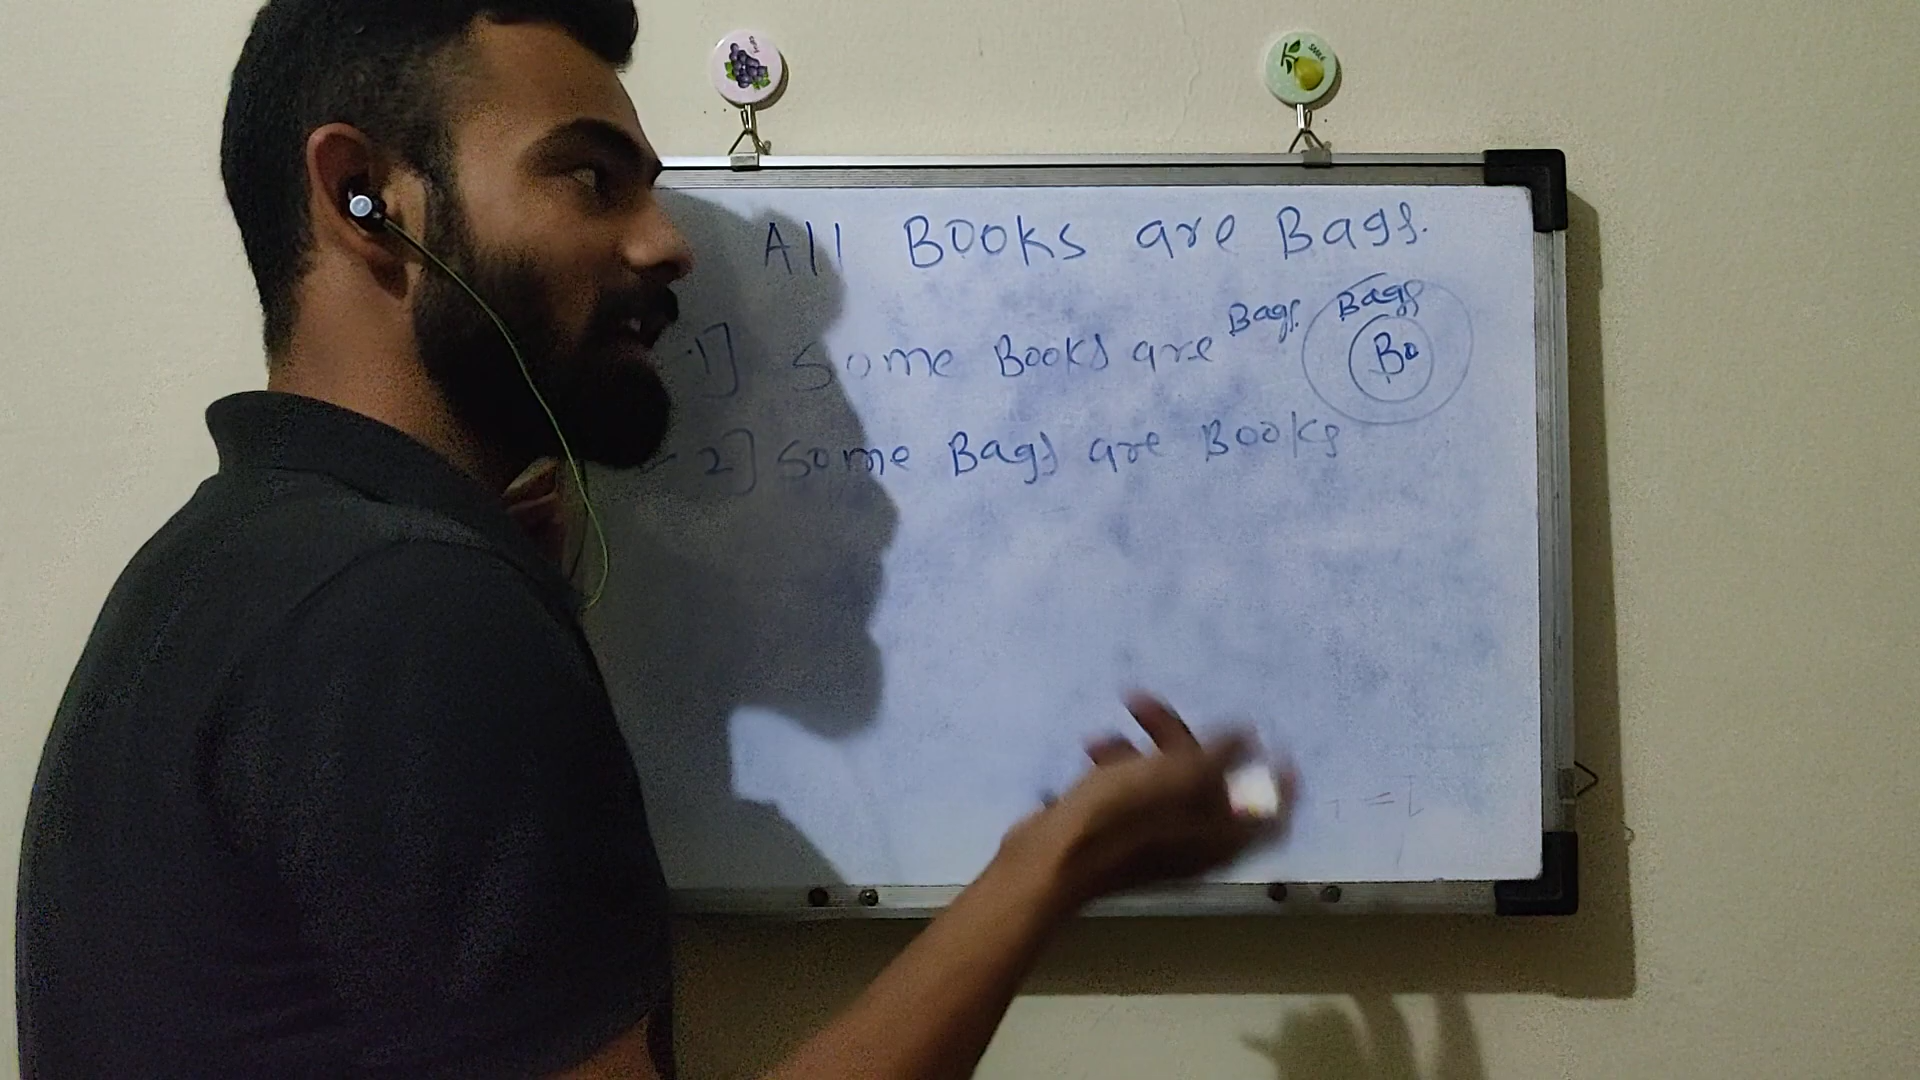 All Books are Bags.
1] Some Books are Bags.
Bags
Bo
2] Some Bags are Books